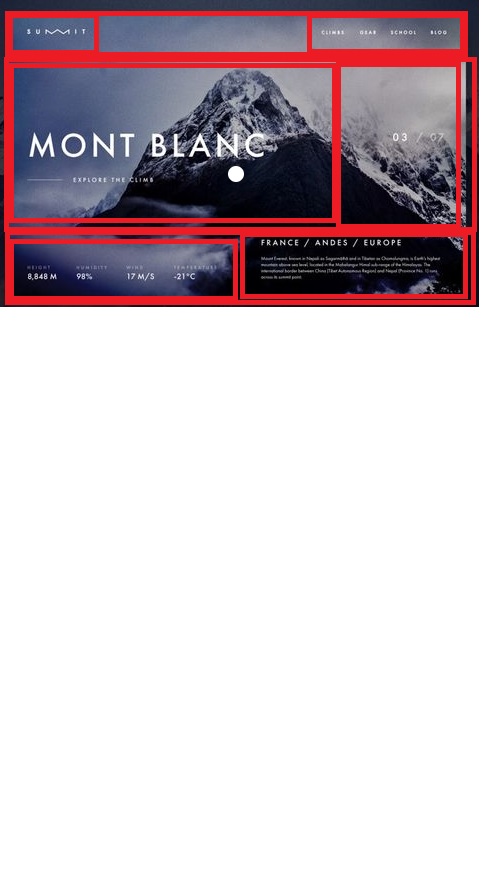 SUMMIT
CLIMBS GEAR SCHOOL BLOG
MONT BLANC
03 / 07
EXPLORE THE CLIMB
HEIGHT HUMIDITY WIND TEMPERATURE
8,848 M 98% 17 M/S -21°C
FRANCE / ANDES / EUROPE
Mount Everest, known in Nepal as Sagarmāthā and in Tibetan as Chomolungma, is Earth's highest
mountain above sea level, located in the Mahalangur Himal sub-range of the Himalayas. The
international border between China (Tibet Autonomous Region) and Nepal (Province No. 1) runs
across its summit point.